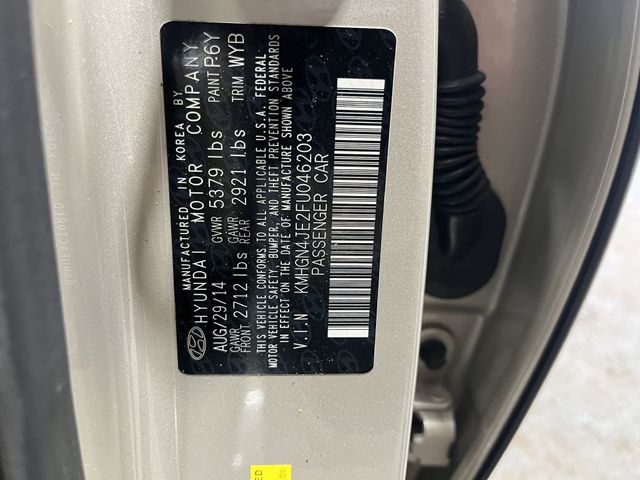 MANUFACTURED IN KOREA BY
HYUNDAI MOTOR COMPANY
AUG/29/14 GVWR 5379 lbs PAINT P6Y
GAWR FRONT 2712 lbs GAWR REAR 2921 lbs TRIM WYB
THIS VEHICLE CONFORMS TO ALL APPLICABLE U.S.A. FEDERAL
MOTOR VEHICLE SAFETY, BUMPER, AND THEFT PREVENTION STANDARDS
IN EFFECT ON THE DATE OF MANUFACTURE SHOWN ABOVE
V.I.N KMHGN4JE2FU046203
PASSENGER CAR